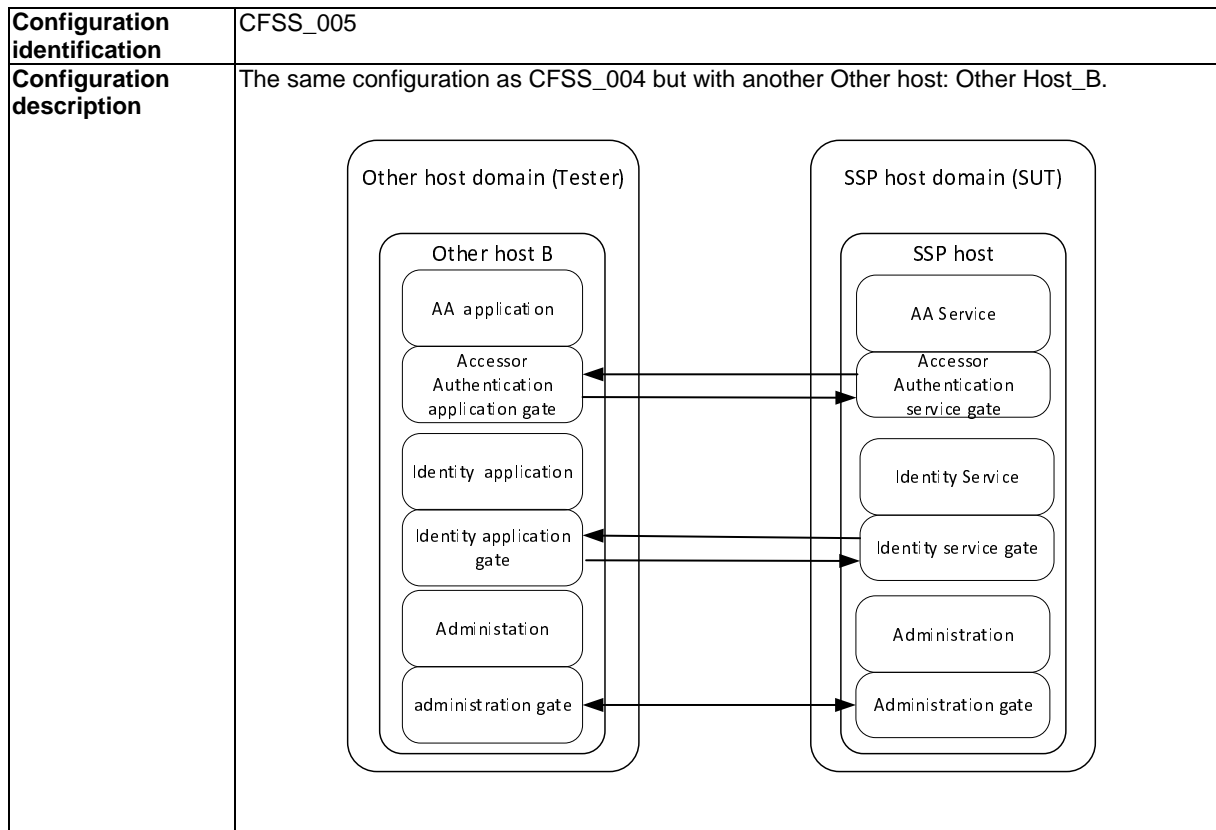 Configuration identification
CFSS_005
Configuration description
The same configuration as CFSS_004 but with another Other host: Other Host_B.
Other host domain (Tester)
Other host B
AA application
Accessor
Authentication
application gate
Identity application
Identity application
gate
Administation
administration gate
SSP host domain (SUT)
SSP host
AA Service
Accessor
Authentication
service gate
Identity Service
Identity service gate
Administration
Administration gate